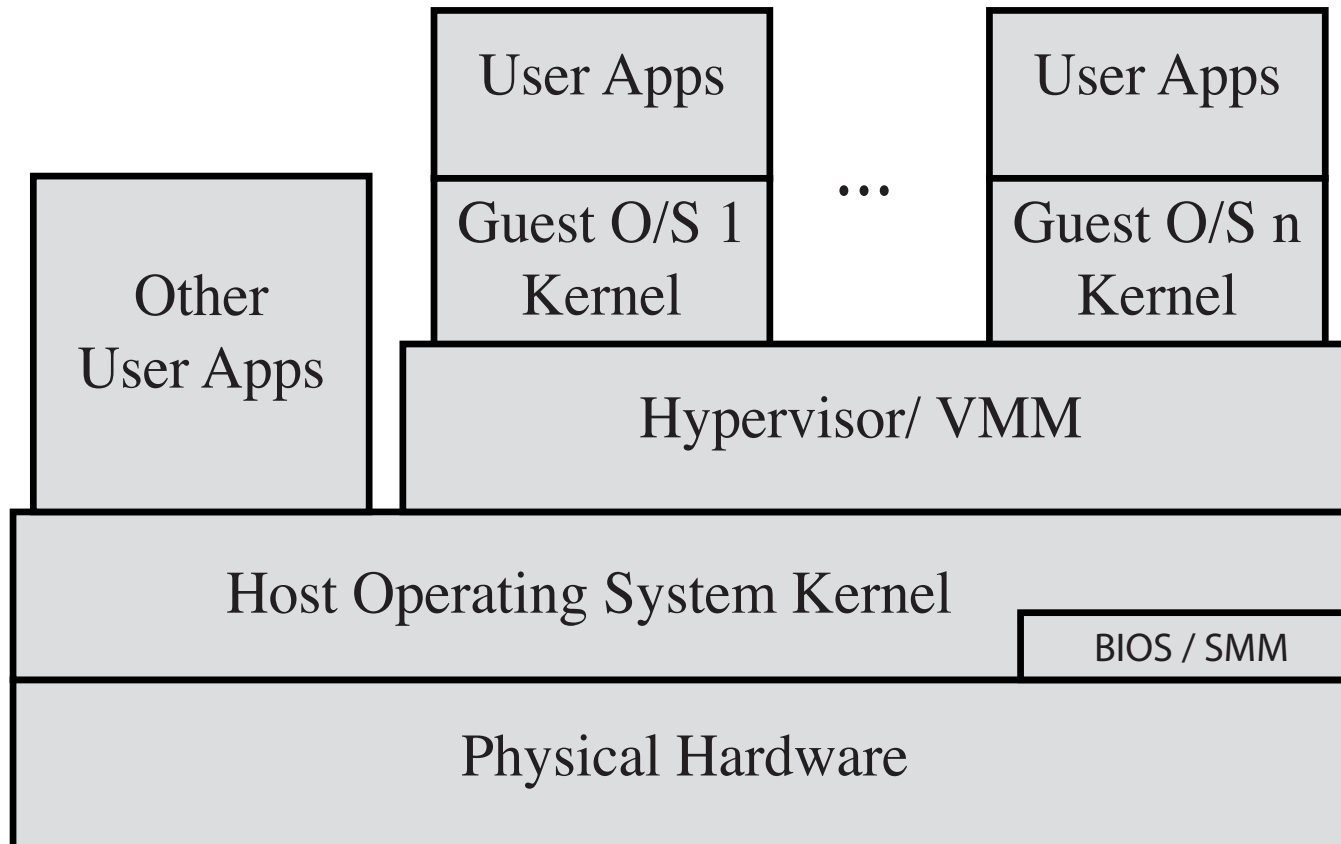 User Apps
User Apps
...
Guest O/S 1
Kernel
Guest O/S n
Kernel
Other
User Apps
Hypervisor/ VMM
Host Operating System Kernel
BIOS / SMM
Physical Hardware